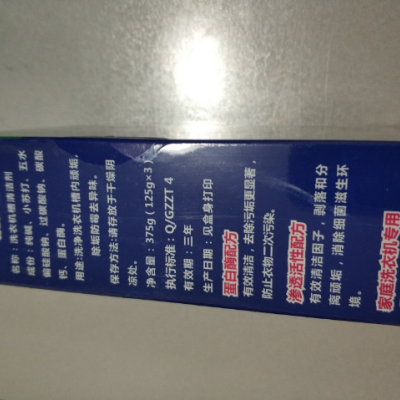 名称：洗衣机槽清洁剂
成份：纯碱、小苏打、五水
偏硅酸钠、过碳酸钠、碳酸
钙、蛋白酶。
用途：洗净洗衣机槽内顽垢，
除垢防霉去异味。
保存方法：请存放于干燥阴
凉处。
净含量：375g（125g×3）
执行标准：Q/GZZT 4
有效期：三年
生产日期：见盒身打印
蛋白酶配方
有效清洁，去除污垢更显著，
防止衣物二次污染。
渗透活性配方
有效清洁因子，剥落和分
离顽垢，消除细菌滋生环
境。
家庭洗衣机专用